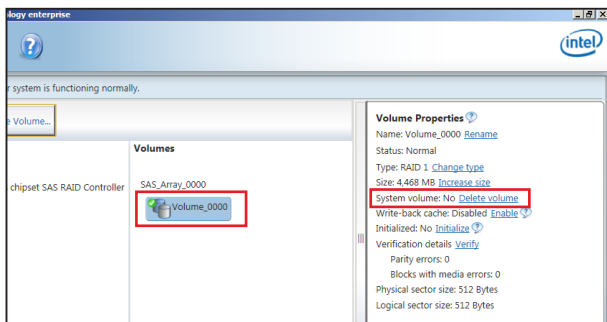 ology enterprise
?
intel
r system is functioning normally.
e Volume...
Volumes
chipset SAS RAID Controller
SAS_Array_0000
Volume_0000
Volume Properties ?
Name: Volume_0000 Rename
Status: Normal
Type: RAID 1 Change type
Size: 4,468 MB Increase size
System volume: No Delete volume
Write-back cache: Disabled Enable ?
Initialized: No Initialize ?
Verification details Verify
Parity errors: 0
Blocks with media errors: 0
Physical sector size: 512 Bytes
Logical sector size: 512 Bytes